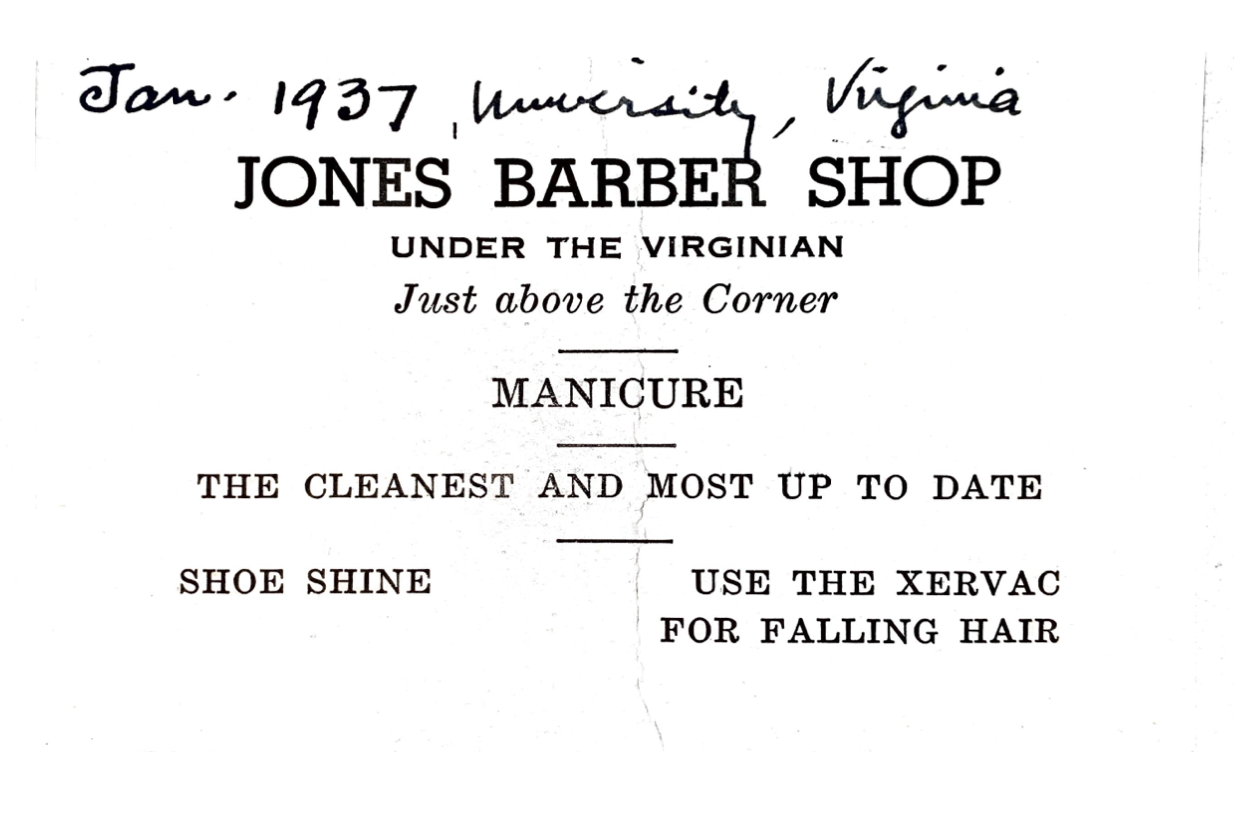 Jan. 1937, University, Virginia
JONES BARBER SHOP
UNDER THE VIRGINIAN
Just above the Corner
MANICURE
THE CLEANEST AND MOST UP TO DATE
SHOE SHINE
USE THE XERVAC
FOR FALLING HAIR